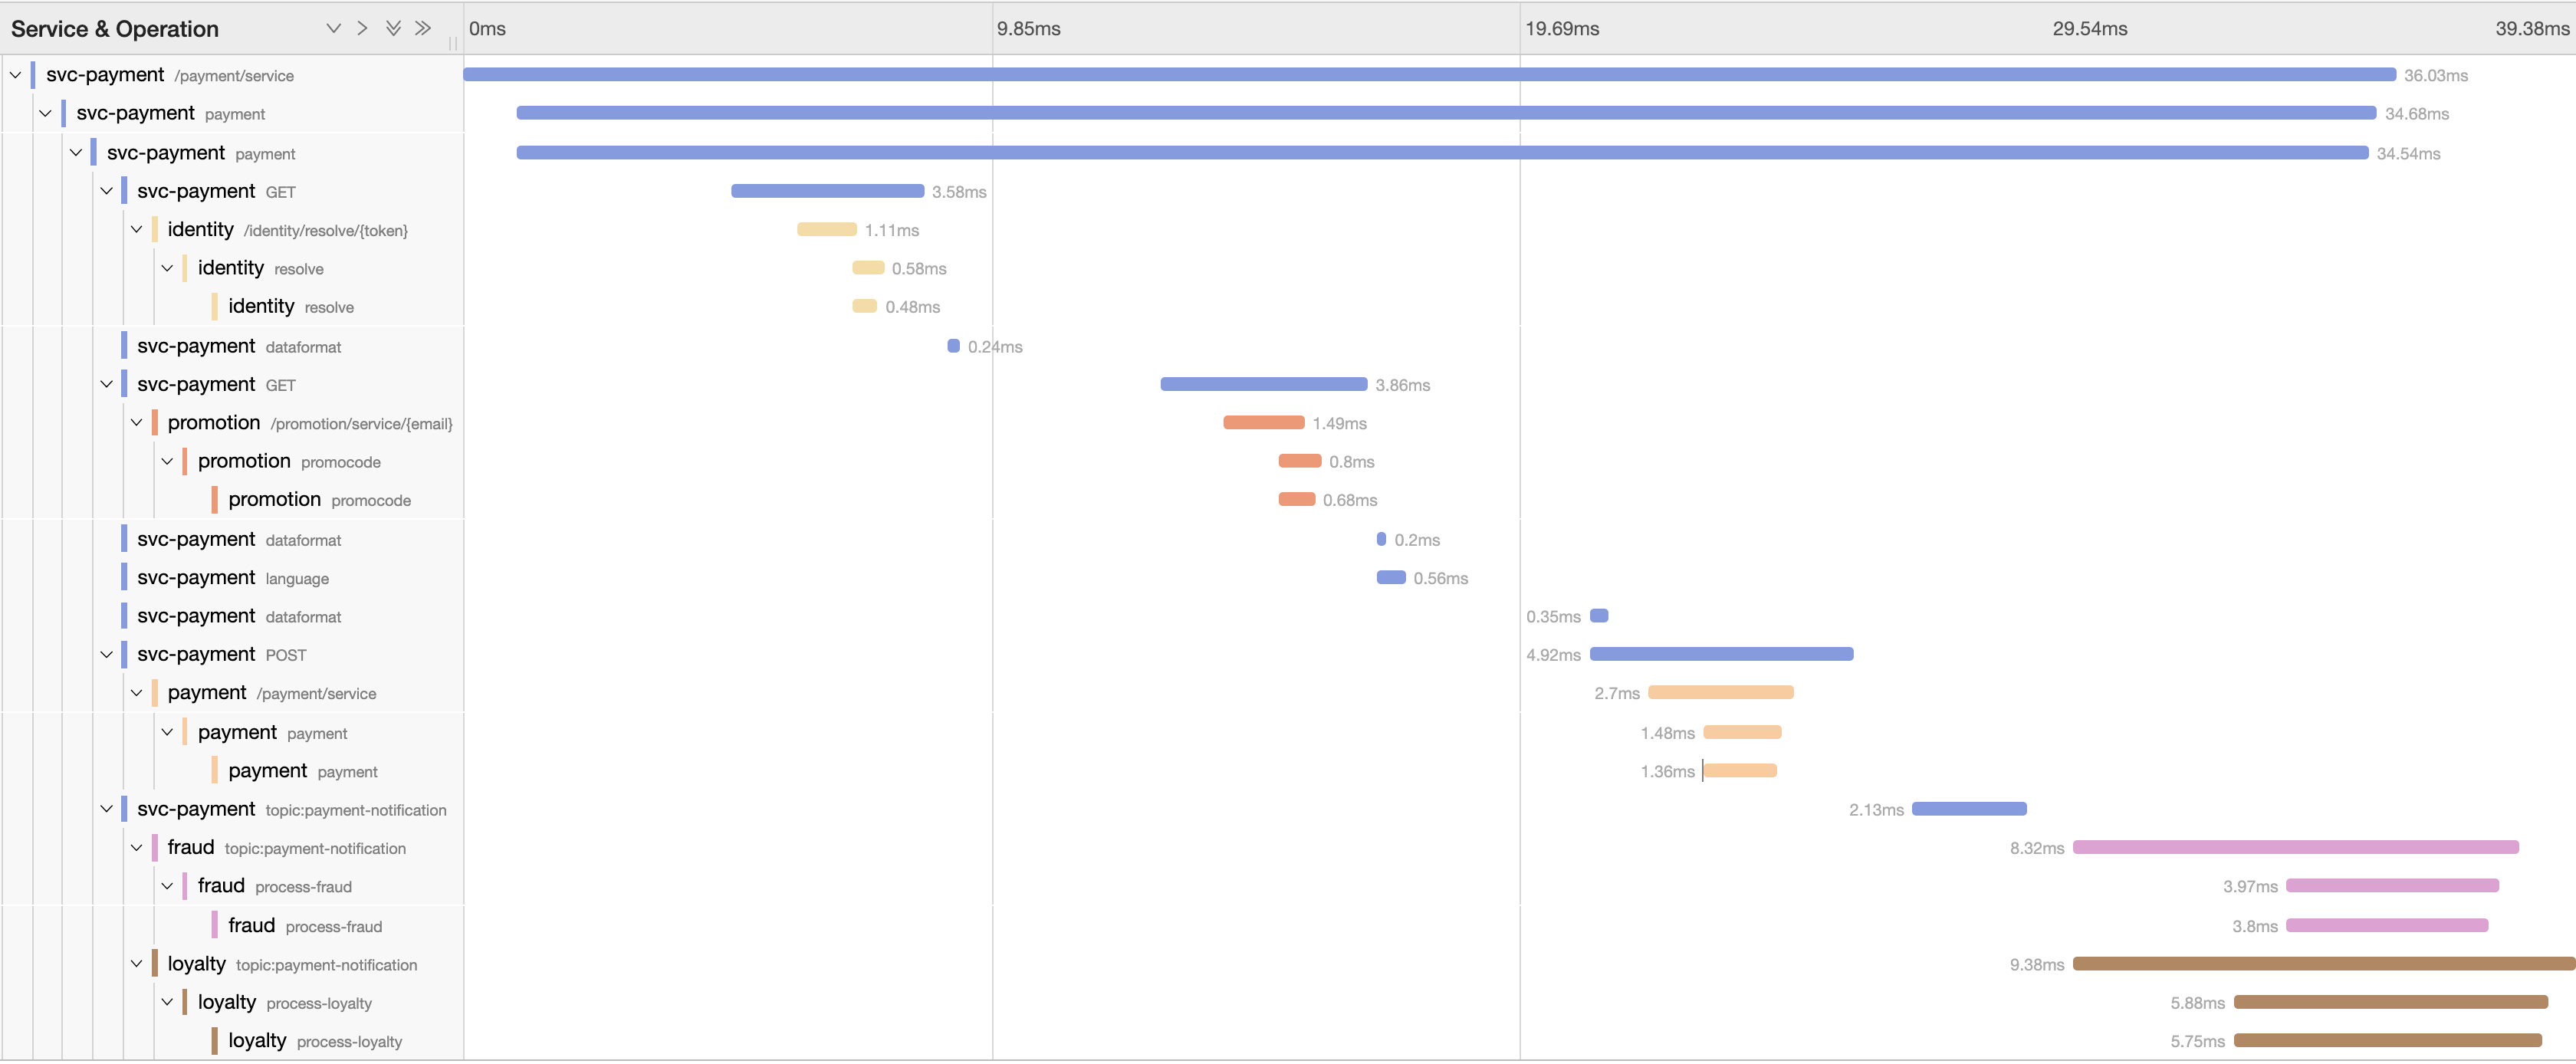 Service & Operation 0ms 9.85ms 19.69ms 29.54ms 39.38ms
svc-payment /payment/service 36.03ms
svc-payment payment 34.68ms
svc-payment payment 34.54ms
svc-payment GET 3.58ms
identity /identity/resolve/{token} 1.11ms
identity resolve 0.58ms
identity resolve 0.48ms
svc-payment dataformat 0.24ms
svc-payment GET 3.86ms
promotion /promotion/service/{email} 1.49ms
promotion promocode 0.8ms
promotion promocode 0.68ms
svc-payment dataformat 0.2ms
svc-payment language 0.56ms
svc-payment dataformat 0.35ms
svc-payment POST 4.92ms
payment /payment/service 2.7ms
payment payment 1.48ms
payment payment 1.36ms
svc-payment topic:payment-notification 2.13ms
fraud topic:payment-notification 8.32ms
fraud process-fraud 3.97ms
fraud process-fraud 3.8ms
loyalty topic:payment-notification 9.38ms
loyalty process-loyalty 5.88ms
loyalty process-loyalty 5.75ms